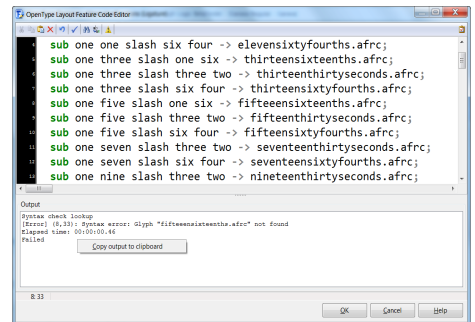 OpenType Layout Feature Code Editor
4 sub one one slash six four -> elevensixtyfourths.afrc;
5 sub one three slash one six -> thirteensixteenths.afrc;
6 sub one three slash three two -> thirteenthirtyseconds.afrc;
7 sub one three slash six four -> thirteensixtyfourths.afrc;
8 sub one five slash one six -> fifteeensixteenths.afrc;
9 sub one five slash three two -> fifteenthirtyseconds.afrc;
10 sub one five slash six four -> fifteensixtyfourths.afrc;
11 sub one seven slash three two -> seventeenthirtyseconds.afrc;
12 sub one seven slash six four -> seventeensixtyfourths.afrc;
13 sub one nine slash three two -> nineteenthirtyseconds.afrc;
Output
Syntax check lookup
[Error] (8,33): Syntax error: Glyph "fifteeensixteenths.afrc" not found
Elapsed time: 00:00:00.46
Failed
Copy output to clipboard
8: 33
OK Cancel Help